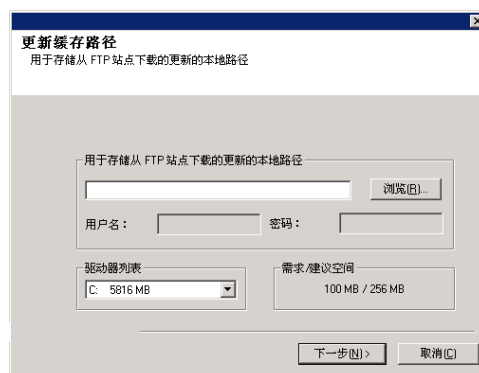 更新缓存路径
用于存储从 FTP 站点下载的更新的本地路径
用于存储从 FTP 站点下载的更新的本地路径
浏览(R)...
用户名：
密码：
驱动器列表
C: 5816 MB
需求/建议空间
100 MB / 256 MB
下一步(N) >
取消(C)